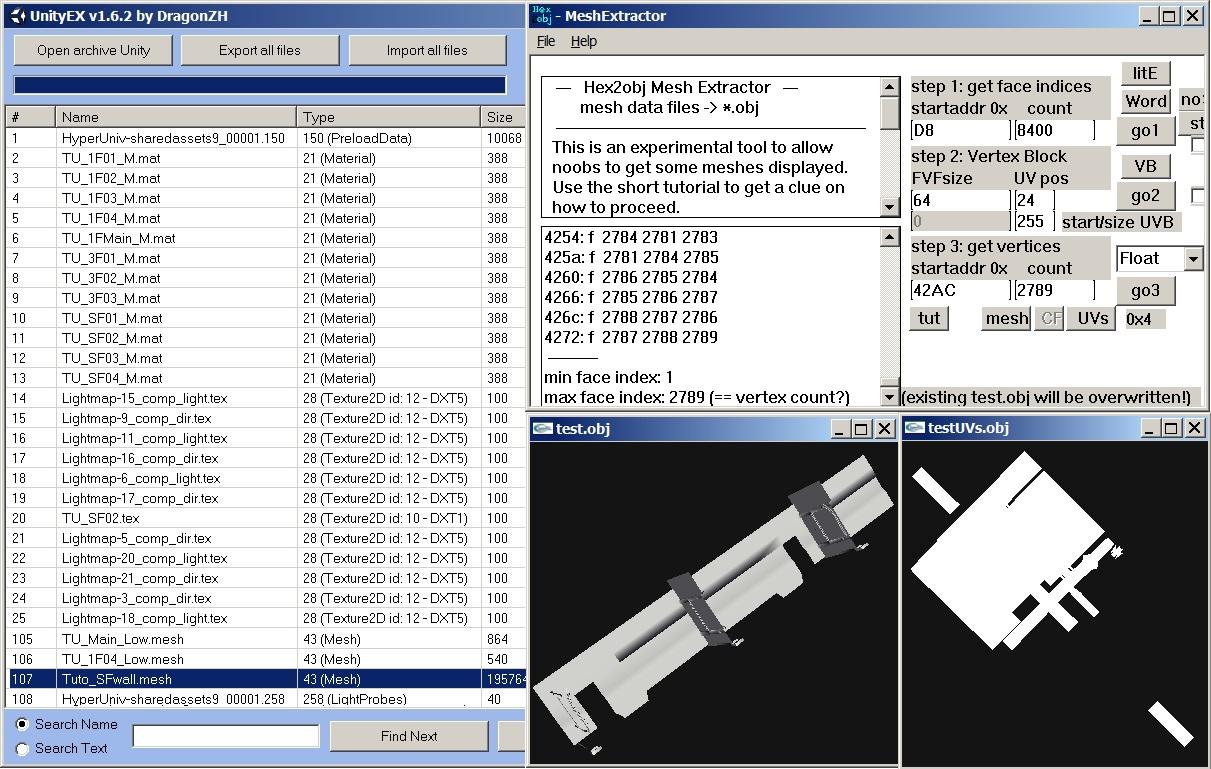 UnityEX v1.6.2 by DragonZH
Open archive Unity
Export all files
Import all files
# Name Type Size
1 HyperUniv-sharedassets9_00001.150 150 (PreloadData) 10068
2 TU_1F01_M.mat 21 (Material) 388
3 TU_1F02_M.mat 21 (Material) 388
4 TU_1F03_M.mat 21 (Material) 388
5 TU_1F04_M.mat 21 (Material) 388
6 TU_1FMain_M.mat 21 (Material) 388
7 TU_3F01_M.mat 21 (Material) 388
8 TU_3F02_M.mat 21 (Material) 388
9 TU_3F03_M.mat 21 (Material) 388
10 TU_SF01_M.mat 21 (Material) 388
11 TU_SF02_M.mat 21 (Material) 388
12 TU_SF03_M.mat 21 (Material) 388
13 TU_SF04_M.mat 21 (Material) 388
14 Lightmap-15_comp_light.tex 28 (Texture2D id: 12 - DXT5) 100
15 Lightmap-9_comp_dir.tex 28 (Texture2D id: 12 - DXT5) 100
16 Lightmap-11_comp_light.tex 28 (Texture2D id: 12 - DXT5) 100
17 Lightmap-16_comp_dir.tex 28 (Texture2D id: 12 - DXT5) 100
18 Lightmap-6_comp_light.tex 28 (Texture2D id: 12 - DXT5) 100
19 Lightmap-17_comp_dir.tex 28 (Texture2D id: 12 - DXT5) 100
20 28 (Texture2D id: 10 - DXT1) 100
21 Lightmap-5_comp_dir.tex 28 (Texture2D id: 12 - DXT5) 100
22 Lightmap-8_comp_light.tex 28 (Texture2D id: 12 - DXT5) 100
23 Lightmap-21_comp_dir.tex 28 (Texture2D id: 12 - DXT5) 100
24 Lightmap-3_comp_dir.tex 28 (Texture2D id: 12 - DXT5) 100
25 Lightmap-18_comp_light.tex 28 (Texture2D id: 12 - DXT5) 100
105 TU_Main_Low.mesh 43 (Mesh) 864
106 TU_1F04_Low.mesh 43 (Mesh) 540
107 Tuto_SFwall.mesh 43 (Mesh) 195764
108 HyperUniv-sharedassets9_00001.258 258 (LightProbes) 40
Search Name
Search Text
Find Next
Hex obj - MeshExtractor
File Help
— Hex2obj Mesh Extractor —
mesh data files -> *.obj
This is an experimental tool to allow
noobs to get some meshes displayed.
Use the short tutorial to get a clue on
how to proceed.
4254: f 2784 2781 2783
425a: f 2781 2784 2785
4260: f 2786 2785 2784
4266: f 2785 2786 2787
426c: f 2788 2787 2786
4272: f 2787 2788 2789
min face index: 1
max face index: 2789 (== vertex count?)
step 1: get face indices
startaddr 0x count
D8 8400
step 2: Vertex Block
FVFsize UV pos
64 24
0 255 start/size UVB
step 3: get vertices
startaddr 0x count
42AC 2789
tut mesh CF UVs 0x4
litE
Word
no
go1
st
VB
go2
Float
go3
(existing test.obj will be overwritten!)
test.obj
testUVs.obj